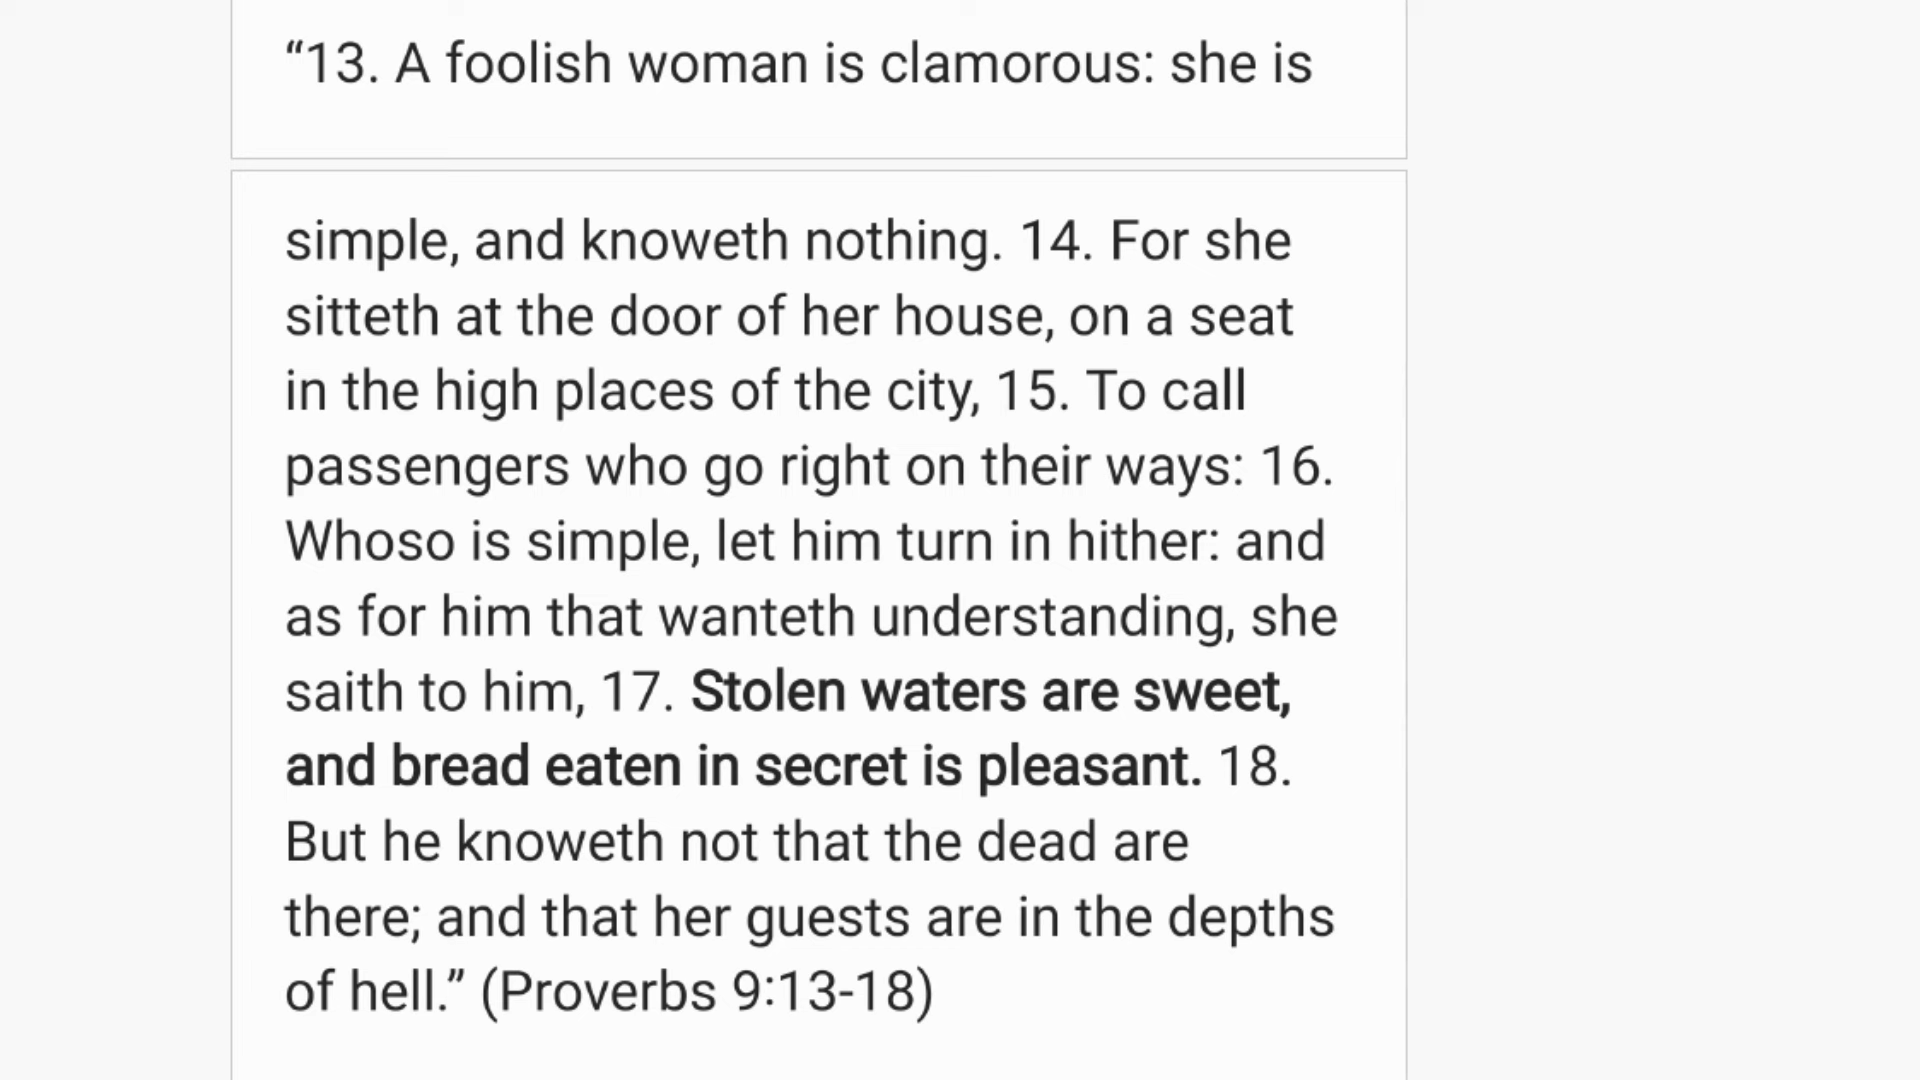 “13. A foolish woman is clamorous: she is
simple, and knoweth nothing. 14. For she
sitteth at the door of her house, on a seat
in the high places of the city, 15. To call
passengers who go right on their ways: 16.
Whoso is simple, let him turn in hither: and
as for him that wanteth understanding, she
saith to him, 17. Stolen waters are sweet,
and bread eaten in secret is pleasant. 18.
But he knoweth not that the dead are
there; and that her guests are in the depths
of hell.” (Proverbs 9:13-18)